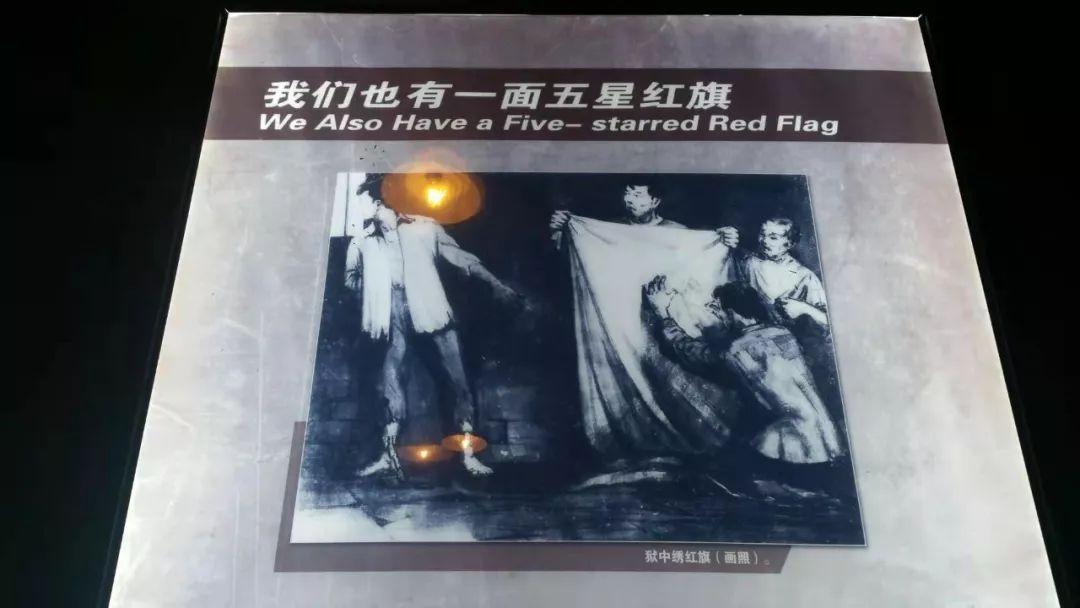 我们也有一面五星红旗
We Also Have a Five- starred Red Flag
狱中绣红旗（画照）。